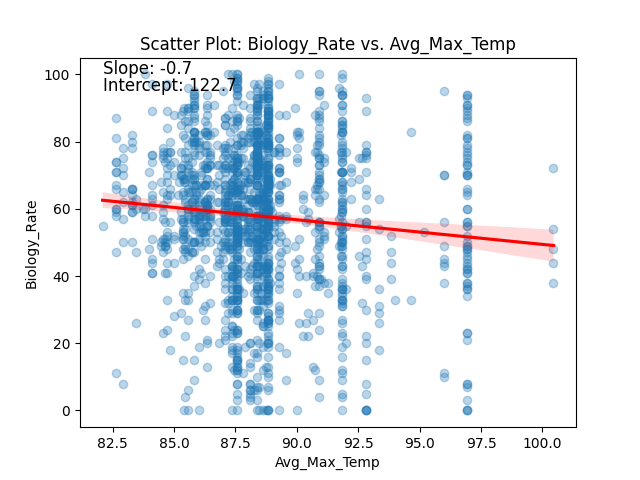 Scatter Plot: Biology_Rate vs. Avg_Max_Temp
Slope: -0.7
Intercept: 122.7
100
80
60
40
20
0
Biology_Rate
82.5 85.0 87.5 90.0 92.5 95.0 97.5 100.0
Avg_Max_Temp